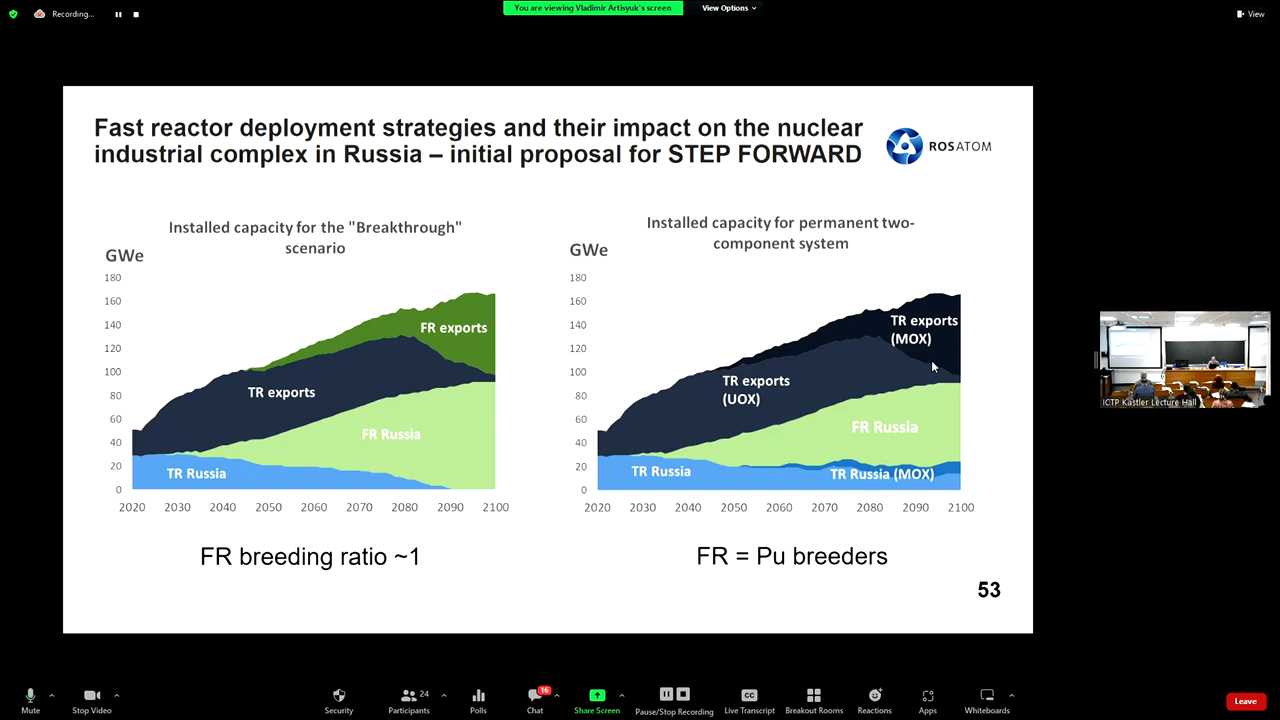 Recording...
You are viewing Vladimir Artisyuk's screen
View Options
View
Fast reactor deployment strategies and their impact on the nuclear
industrial complex in Russia – initial proposal for STEP FORWARD
ROSATOM
Installed capacity for the "Breakthrough"
scenario
GWe
180
160
140
120
100
80
60
40
20
0
FR exports
TR exports
FR Russia
TR Russia
2020 2030 2040 2050 2060 2070 2080 2090 2100
FR breeding ratio ~1
Installed capacity for permanent two-
component system
GWe
180
160
140
120
100
80
60
40
20
0
TR exports
(MOX)
TR exports
(UOX)
FR Russia
TR Russia
TR Russia (MOX)
2020 2030 2040 2050 2060 2070 2080 2090 2100
FR = Pu breeders
53
ICTP Kastler Lecture Hall
Mute
Stop Video
Security
24
Participants
Polls
16
Chat
Share Screen
Pause/Stop Recording
CC
Live Transcript
Breakout Rooms
Reactions
Apps
Whiteboards
Leave